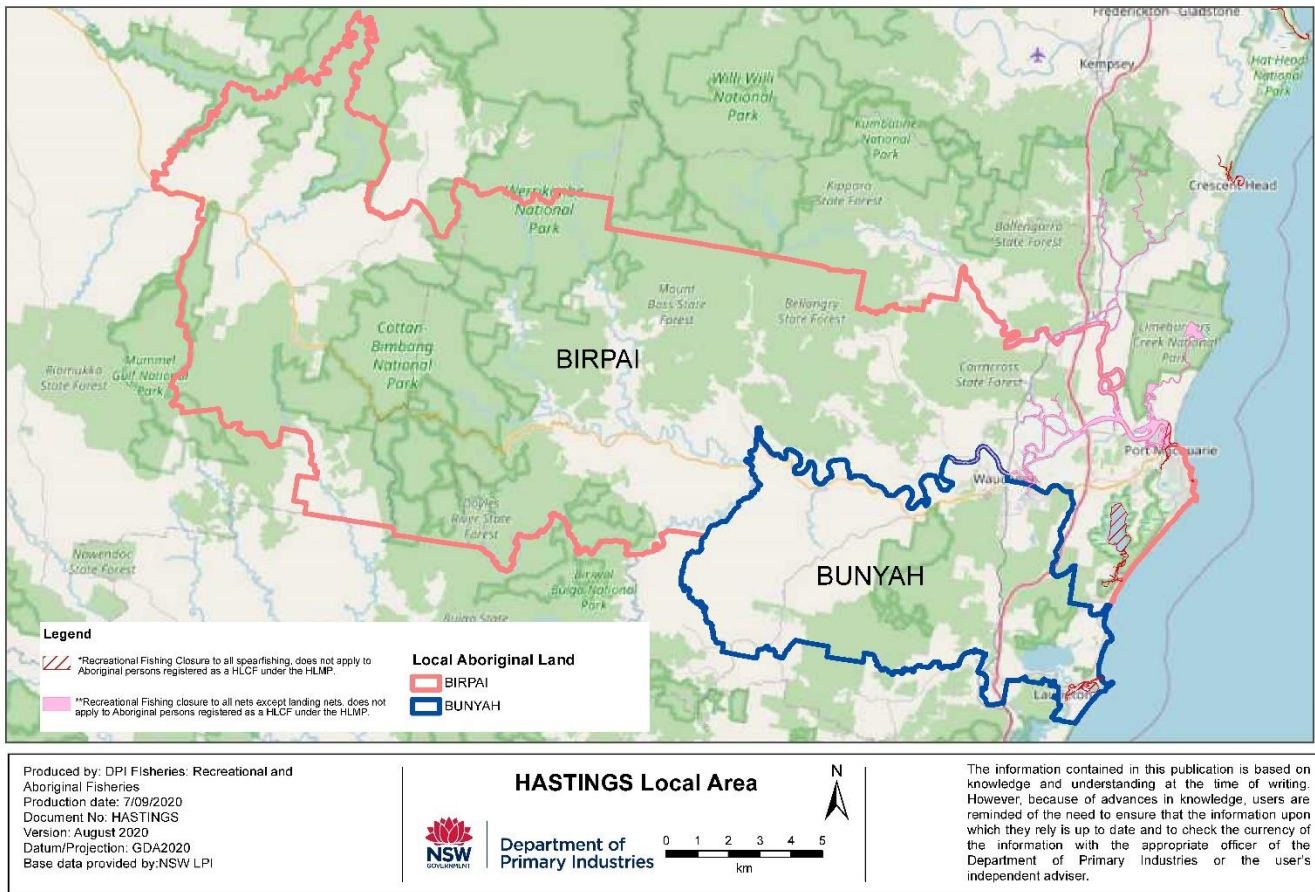 Frederickton
Gladstone
Kempsey
Hat Head
National
Park
Willi Willi
National
Park
Kumbatine
National
Park
Crescent Head
Werrikimbe
National
Park
Kippara
State Forest
Ballengarra
State Forest
Mount
Boss State
Forest
Bellangry
State Forest
Limeburners
Creek National
Park
Cottan-
Bimbang
National
Park
BIRPAI
Cairncross
State Forest
Mummel
Gulf National
Park
Riamukka
State Forest
Port Macquarie
Wauchope
Doyles
River State
Forest
Nowendoc
State Forest
Biriwal
Bulga National
Park
Bulga State
BUNYAH
Laurieton
Legend
*Recreational Fishing Closure to all spearfishing, does not apply to
Aboriginal persons registered as a HLCF under the HLMP.
**Recreational Fishing closure to all nets except landing nets, does not
apply to Aboriginal persons registered as a HLCF under the HLMP.
Local Aboriginal Land
BIRPAI
BUNYAH
Produced by: DPI FIsheries: Recreational and
Aboriginal Fisheries
Production date: 7/09/2020
Document No: HASTINGS
Version: August 2020
Datum/Projection: GDA2020
Base data provided by:NSW LPI
HASTINGS Local Area
N
NSW
GOVERNMENT
Department of
Primary Industries
0 1 2 3 4 5
km
The information contained in this publication is based on
knowledge and understanding at the time of writing.
However, because of advances in knowledge, users are
reminded of the need to ensure that the information upon
which they rely is up to date and to check the currency of
the information with the appropriate officer of the
Department of Primary Industries or the user's
independent adviser.